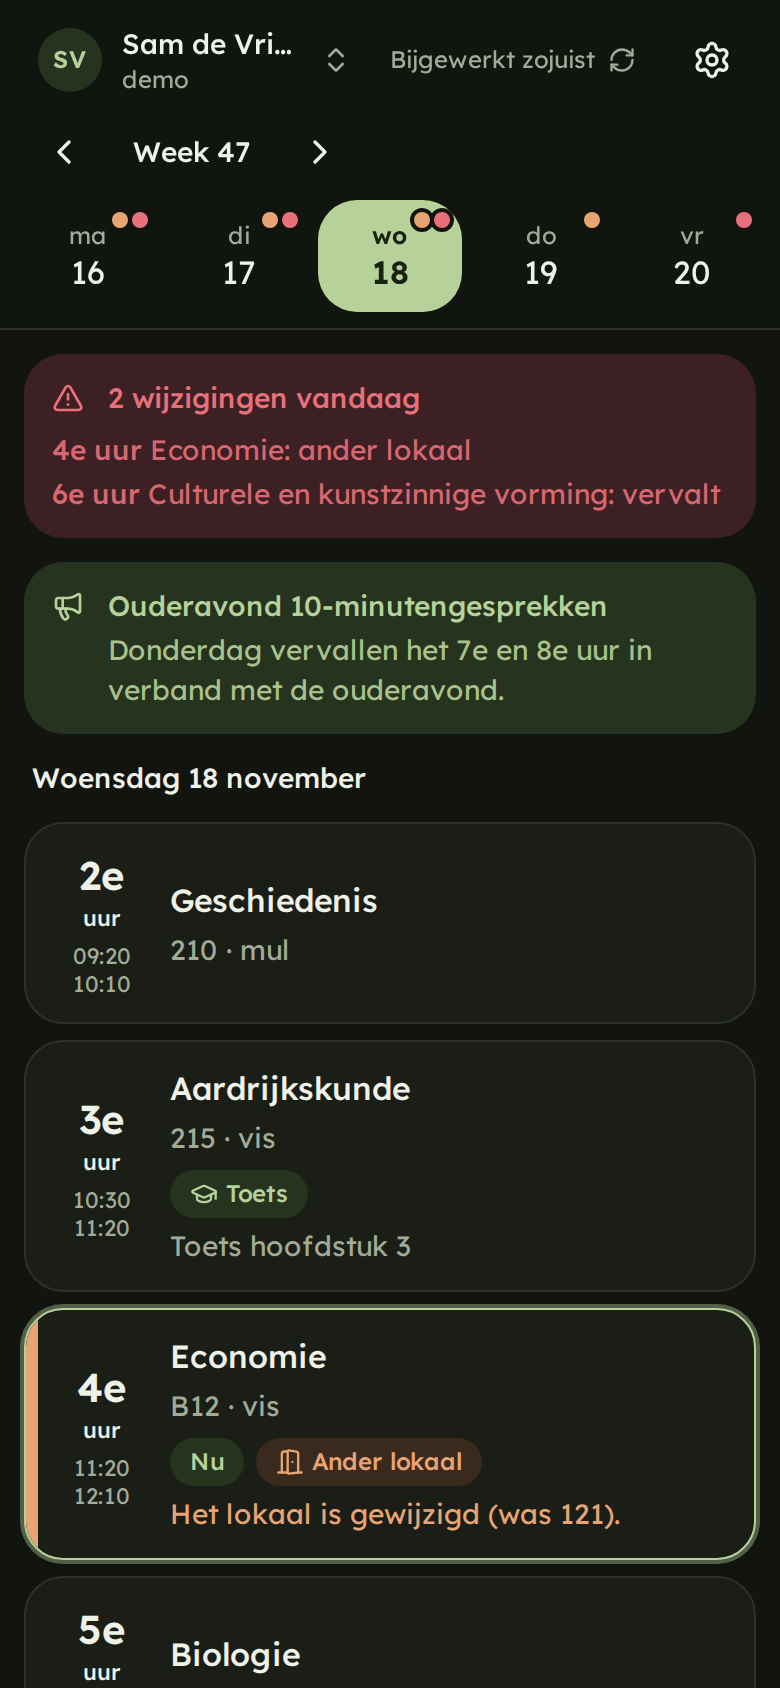 SV
Sam de Vri...
demo
Bijgewerkt zojuist
Week 47
ma
16
di
17
wo
18
do
19
vr
20
2 wijzigingen vandaag
4e uur Economie: ander lokaal
6e uur Culturele en kunstzinnige vorming: vervalt
Ouderavond 10-minutengesprekken
Donderdag vervallen het 7e en 8e uur in
verband met de ouderavond.
Woensdag 18 november
2e
uur
09:20
10:10
Geschiedenis
210 · mul
3e
uur
10:30
11:20
Aardrijkskunde
215 · vis
Toets
Toets hoofdstuk 3
4e
uur
11:20
12:10
Economie
B12 · vis
Nu
Ander lokaal
Het lokaal is gewijzigd (was 121).
5e
uur
Biologie